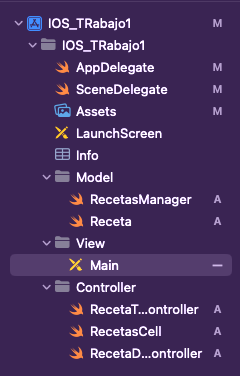 IOS_TRabajo1 M
IOS_TRabajo1
AppDelegate M
SceneDelegate M
Assets M
LaunchScreen
Info
Model
RecetasManager A
Receta A
View
Main —
Controller
RecetaT...ontroller A
RecetasCell A
RecetaD...ontroller A